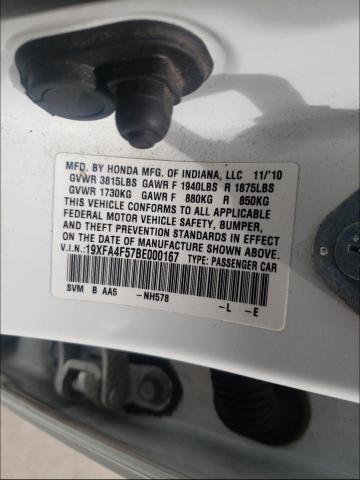 MFD. BY HONDA MFG. OF INDIANA, LLC 11/'10
GVWR 3815LBS GAWR F 1940LBS R 1875LBS
GVWR 1730KG GAWR F 880KG R 850KG
THIS VEHICLE CONFORMS TO ALL APPLICABLE
FEDERAL MOTOR VEHICLE SAFETY, BUMPER,
AND THEFT PREVENTION STANDARDS IN EFFECT
ON THE DATE OF MANUFACTURE SHOWN ABOVE.
V.I.N.:19XFA4F57BE000167 TYPE: PASSENGER CAR
SVM B AA5 -NH578 -L -E